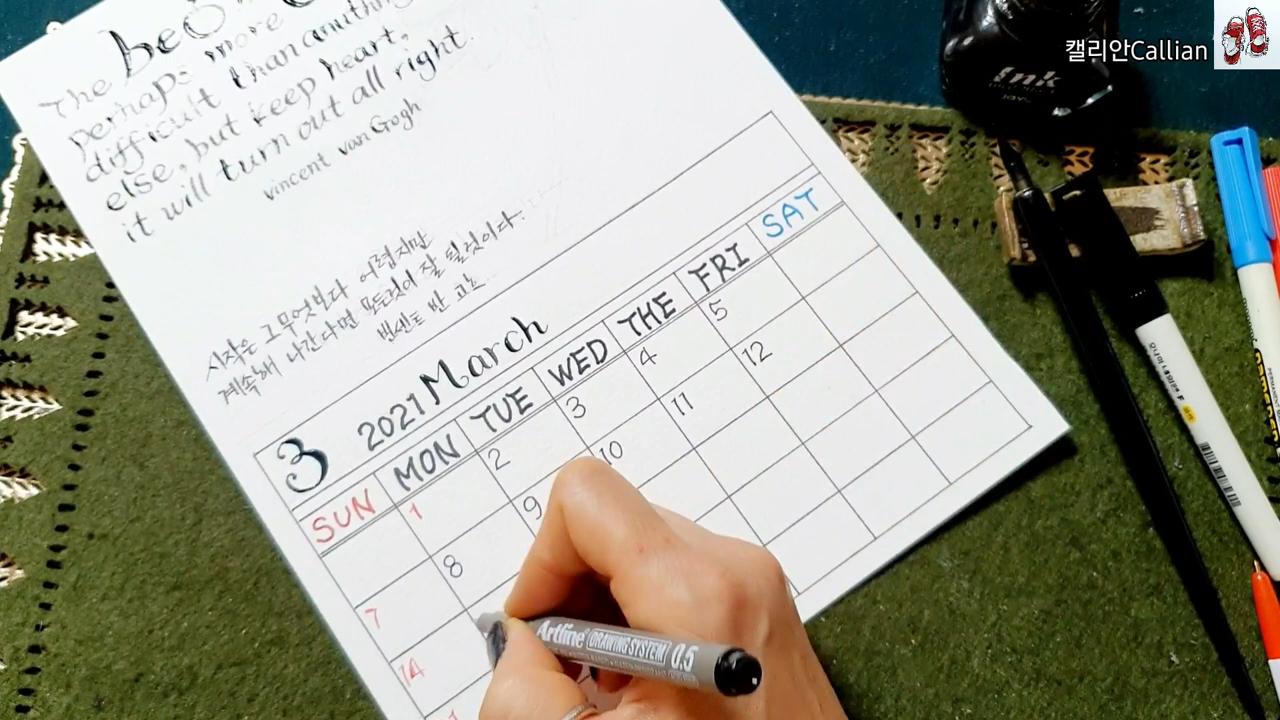 캘리안Callian
The beg
perhaps more
difficult than anything
else, but keep heart,
it will turn out all right.
vincent van Gogh
시작은 그무엇보다 어렵지만
계속해 나간다면 모든것이 잘 될것이다.
빈센트 반 고흐
3 2021 March
SUN MON TUE WED THE FRI SAT
1 2 3 4 5
7 8 9 10 11 12
14
Ink
Artline DRAWING SYSTEM 0.5